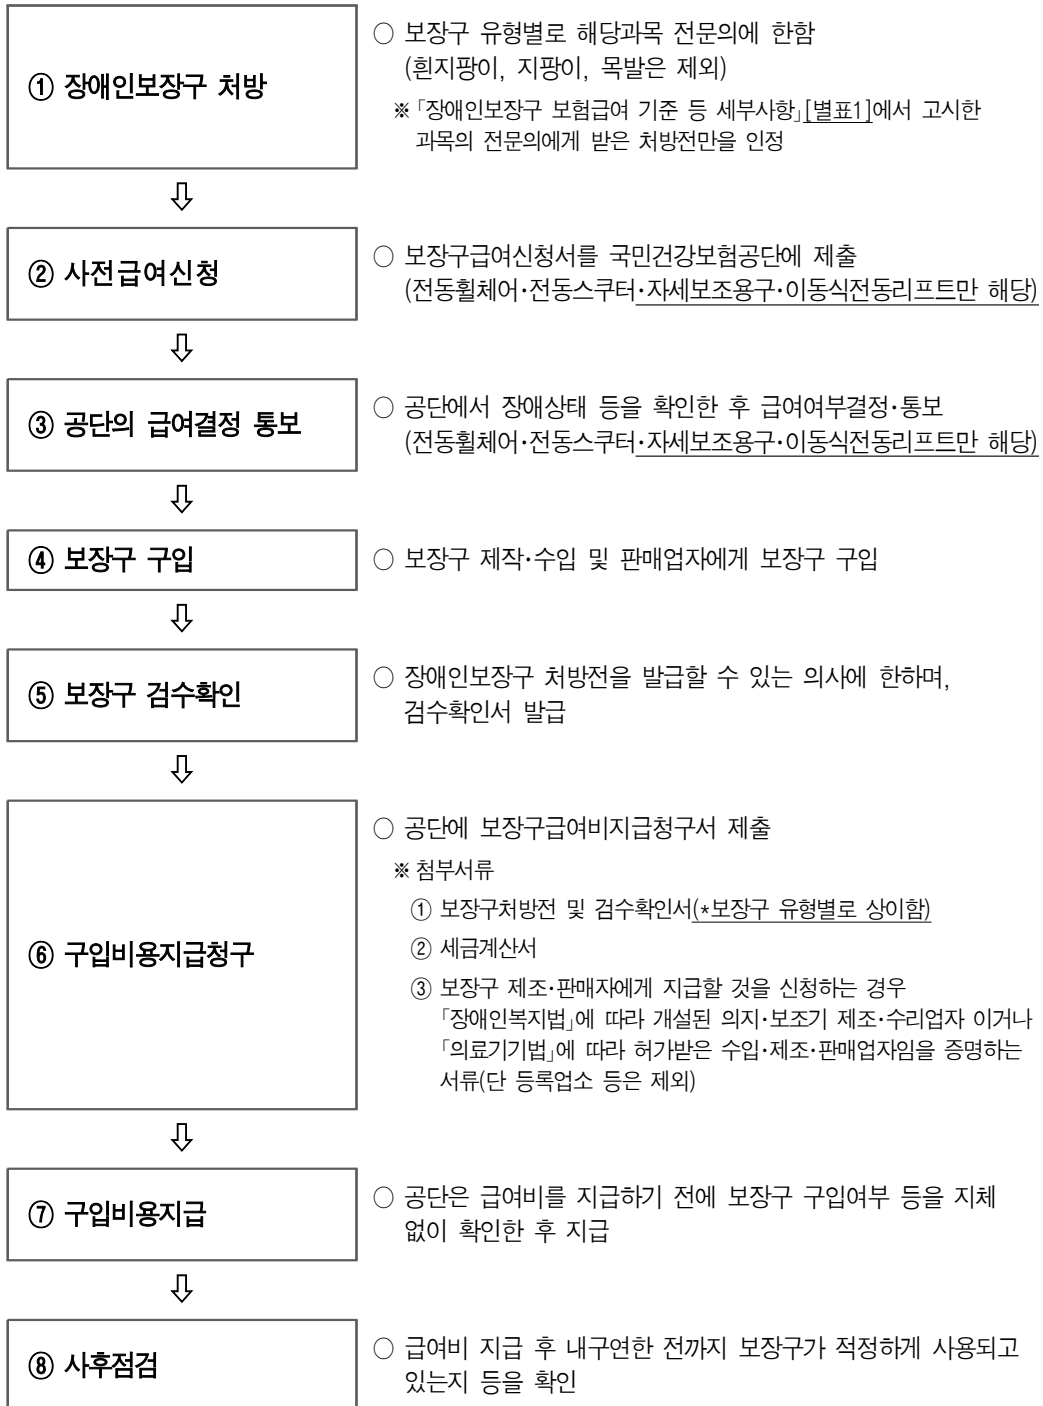 ① 장애인보장구 처방
○ 보장구 유형별로 해당과목 전문의에 한함
(흰지팡이, 지팡이, 목발은 제외)
※「장애인보장구 보험급여 기준 등 세부사항」[별표1]에서 고시한
과목의 전문의에게 받은 처방전만을 인정
⇩
② 사전급여신청
○ 보장구급여신청서를 국민건강보험공단에 제출
(전동휠체어·전동스쿠터·자세보조용구·이동식전동리프트만 해당)
⇩
③ 공단의 급여결정 통보
○ 공단에서 장애상태 등을 확인한 후 급여여부결정·통보
(전동휠체어·전동스쿠터·자세보조용구·이동식전동리프트만 해당)
⇩
④ 보장구 구입
○ 보장구 제작·수입 및 판매업자에게 보장구 구입
⇩
⑤ 보장구 검수확인
○ 장애인보장구 처방전을 발급할 수 있는 의사에 한하며,
검수확인서 발급
⇩
⑥ 구입비용지급청구
○ 공단에 보장구급여비지급청구서 제출
※ 첨부서류
① 보장구처방전 및 검수확인서(*보장구 유형별로 상이함)
② 세금계산서
③ 보장구 제조·판매자에게 지급할 것을 신청하는 경우
「장애인복지법」에 따라 개설된 의지·보조기 제조·수리업자 이거나
「의료기기법」에 따라 허가받은 수입·제조·판매업자임을 증명하는
서류(단 등록업소 등은 제외)
⇩
⑦ 구입비용지급
○ 공단은 급여비를 지급하기 전에 보장구 구입여부 등을 지체
없이 확인한 후 지급
⇩
⑧ 사후점검
○ 급여비 지급 후 내구연한 전까지 보장구가 적정하게 사용되고
있는지 등을 확인